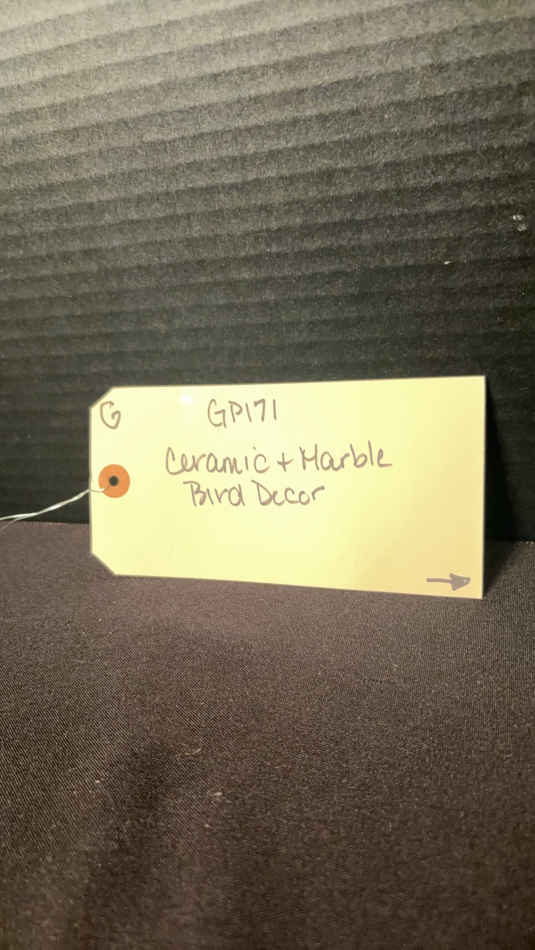 G
GP171
Ceramic + Marble
Bird Decor